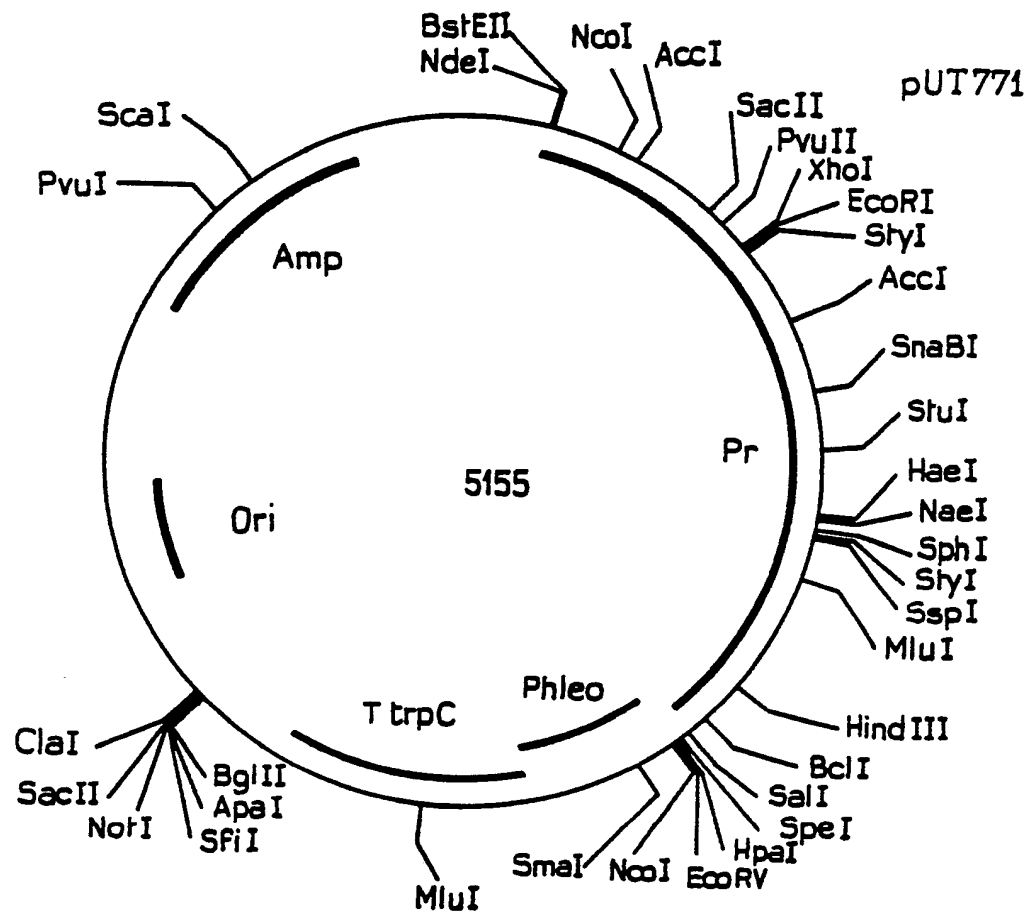 BstEII
NdeI
NcoI
AccI
pUT771
SacII
PvuII
XhoI
EcoRI
StyI
AccI
SnaBI
StuI
HaeI
NaeI
SphI
StyI
SspI
MluI
HindIII
BclI
SalI
SpeI
HpaI
EcoRV
NcoI
SmaI
MluI
BglII
ApaI
SfiI
NotI
SacII
ClaI
PvuI
ScaI
Amp
Pr
5155
Ori
Phleo
T trpC